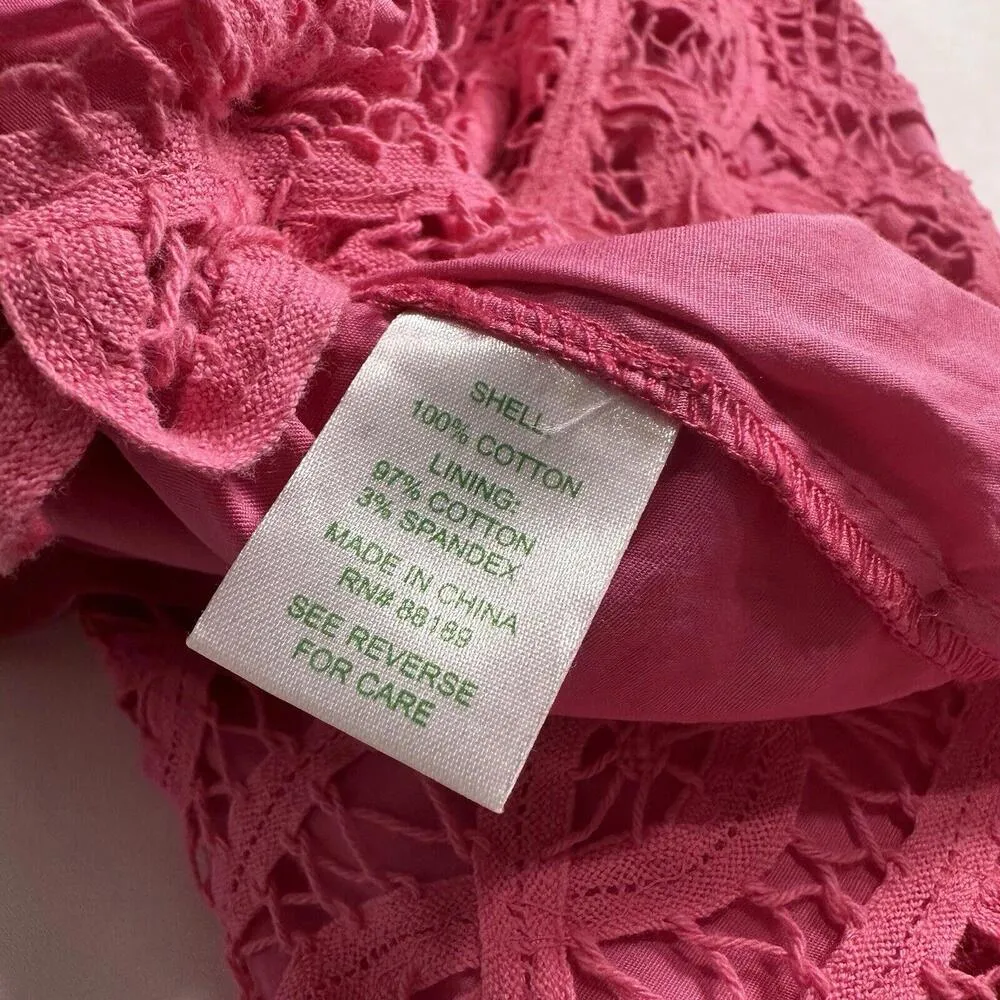 SHELL:
100% COTTON
LINING:
97% COTTON
3% SPANDEX
MADE IN CHINA
RN# 88189
SEE REVERSE
FOR CARE